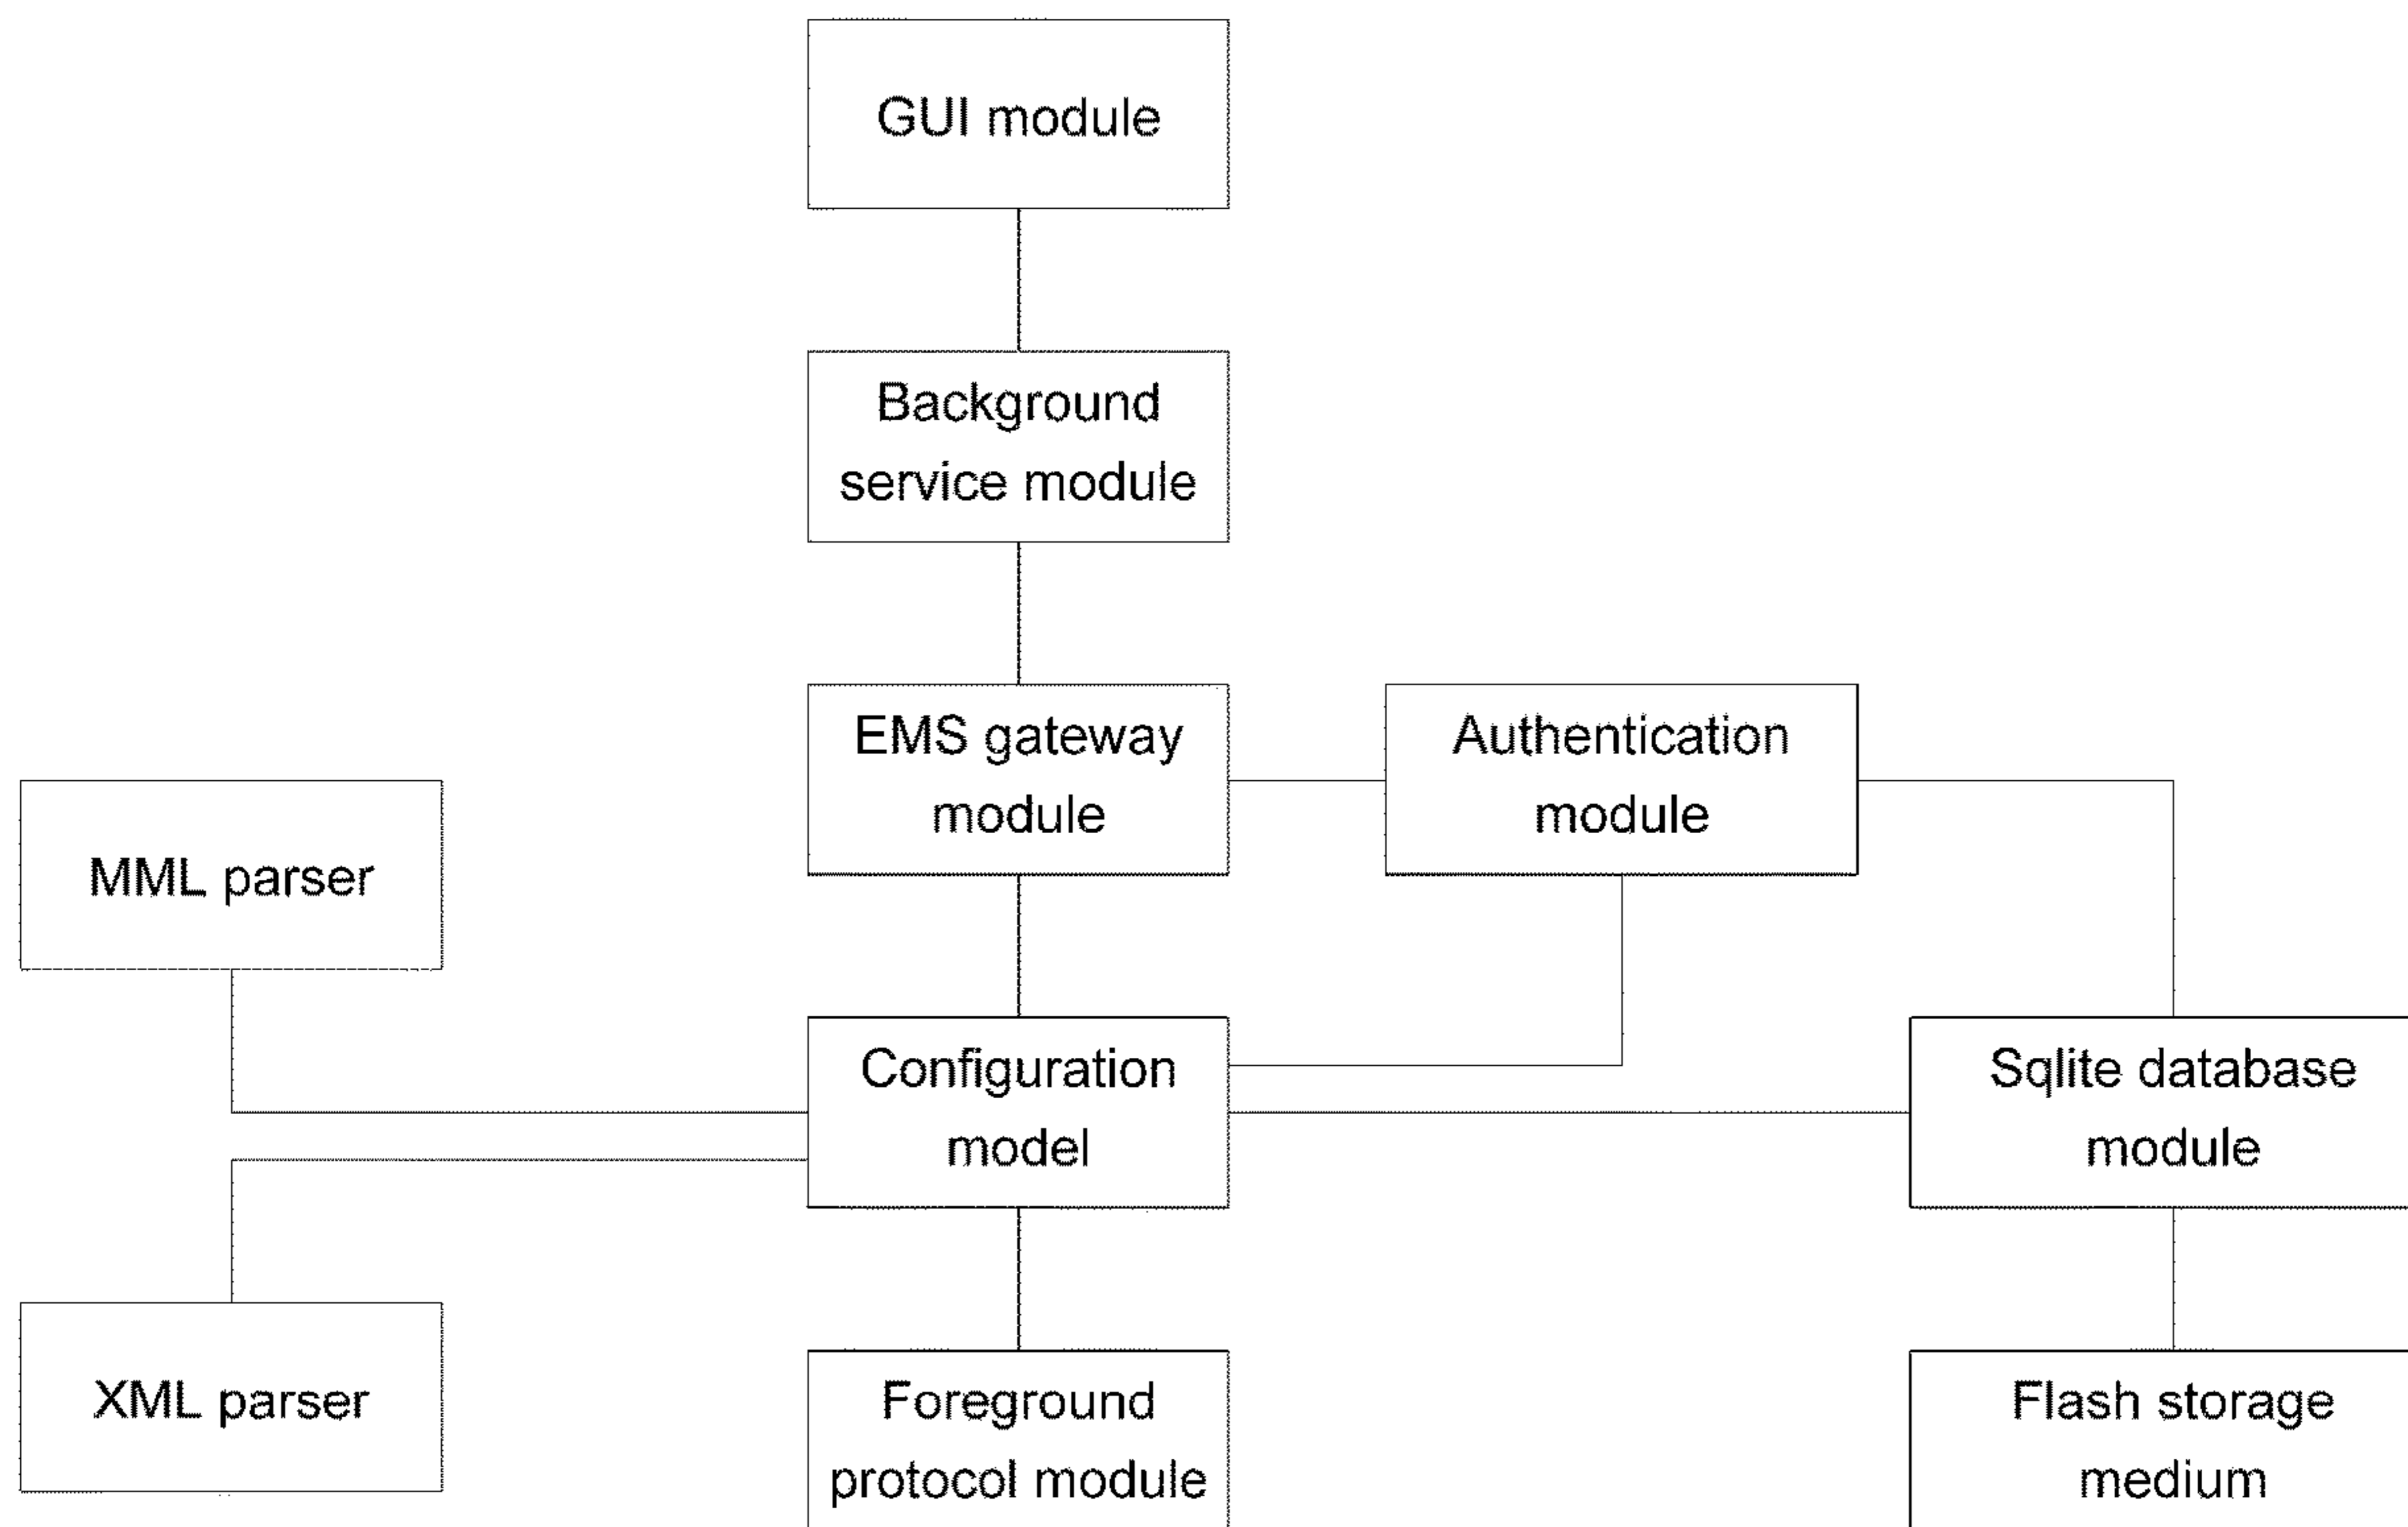 GUI module
Background
service module
EMS gateway
module
Authentication
module
MML parser
Configuration
model
Sqlite database
module
XML parser
Foreground
protocol module
Flash storage
medium